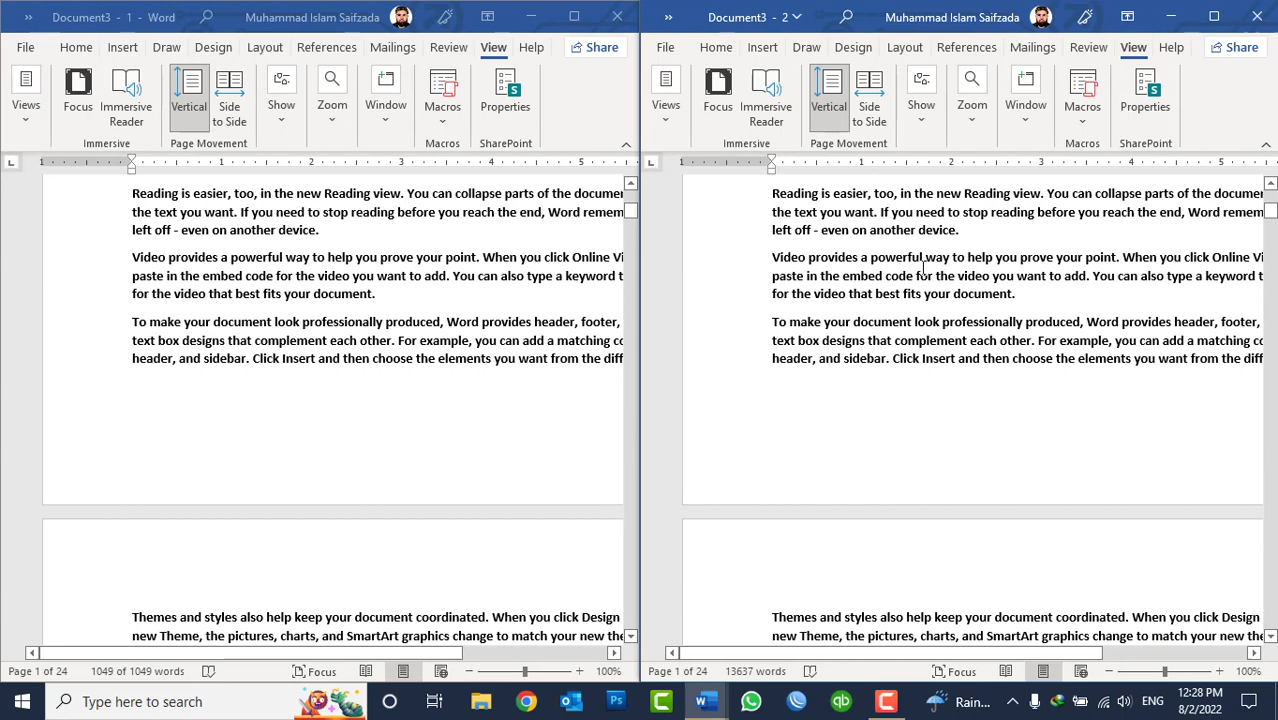 Document3 - 1 - Word
Muhammad Islam Saifzada
File Home Insert Draw Design Layout References Mailings Review View Help Share
Views
Focus
Immersive Reader
Vertical
Side to Side
Show
Zoom
Window
Macros
Properties
Immersive
Page Movement
Macros
SharePoint
1 1 2 3 4 5
Reading is easier, too, in the new Reading view. You can collapse parts of the docume
the text you want. If you need to stop reading before you reach the end, Word remem
left off - even on another device.
Video provides a powerful way to help you prove your point. When you click Online Vi
paste in the embed code for the video you want to add. You can also type a keyword t
for the video that best fits your document.
To make your document look professionally produced, Word provides header, footer,
text box designs that complement each other. For example, you can add a matching co
header, and sidebar. Click Insert and then choose the elements you want from the diff
Themes and styles also help keep your document coordinated. When you click Design
new Theme, the pictures, charts, and SmartArt graphics change to match your new the
Page 1 of 24 1049 of 1049 words Focus 100%
Document3 - 2
Muhammad Islam Saifzada
File Home Insert Draw Design Layout References Mailings Review View Help Share
Views
Focus
Immersive Reader
Vertical
Side to Side
Show
Zoom
Window
Macros
Properties
Immersive
Page Movement
Macros
SharePoint
1 1 2 3 4 5
Reading is easier, too, in the new Reading view. You can collapse parts of the documer
the text you want. If you need to stop reading before you reach the end, Word remem
left off - even on another device.
Video provides a powerful way to help you prove your point. When you click Online Vi
paste in the embed code for the video you want to add. You can also type a keyword t
for the video that best fits your document.
To make your document look professionally produced, Word provides header, footer,
text box designs that complement each other. For example, you can add a matching co
header, and sidebar. Click Insert and then choose the elements you want from the diff
Themes and styles also help keep your document coordinated. When you click Design
new Theme, the pictures, charts, and SmartArt graphics change to match your new the
Page 1 of 24 13637 words Focus 100%
Type here to search
Ps
qb
Rain...
ENG
12:28 PM
8/2/2022